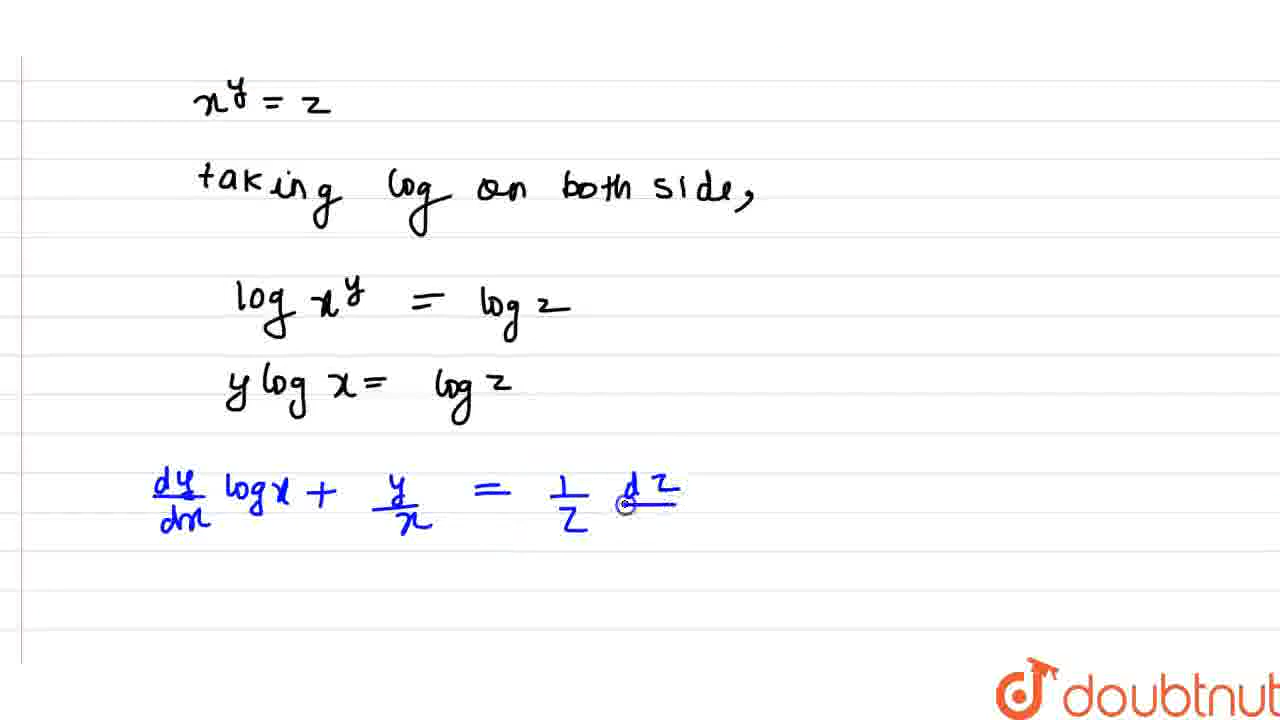 x^y = z
taking log on both side,
log x^y = log z
y log x = log z
dy/dx log x + y/x = 1/z dz
doubtnut